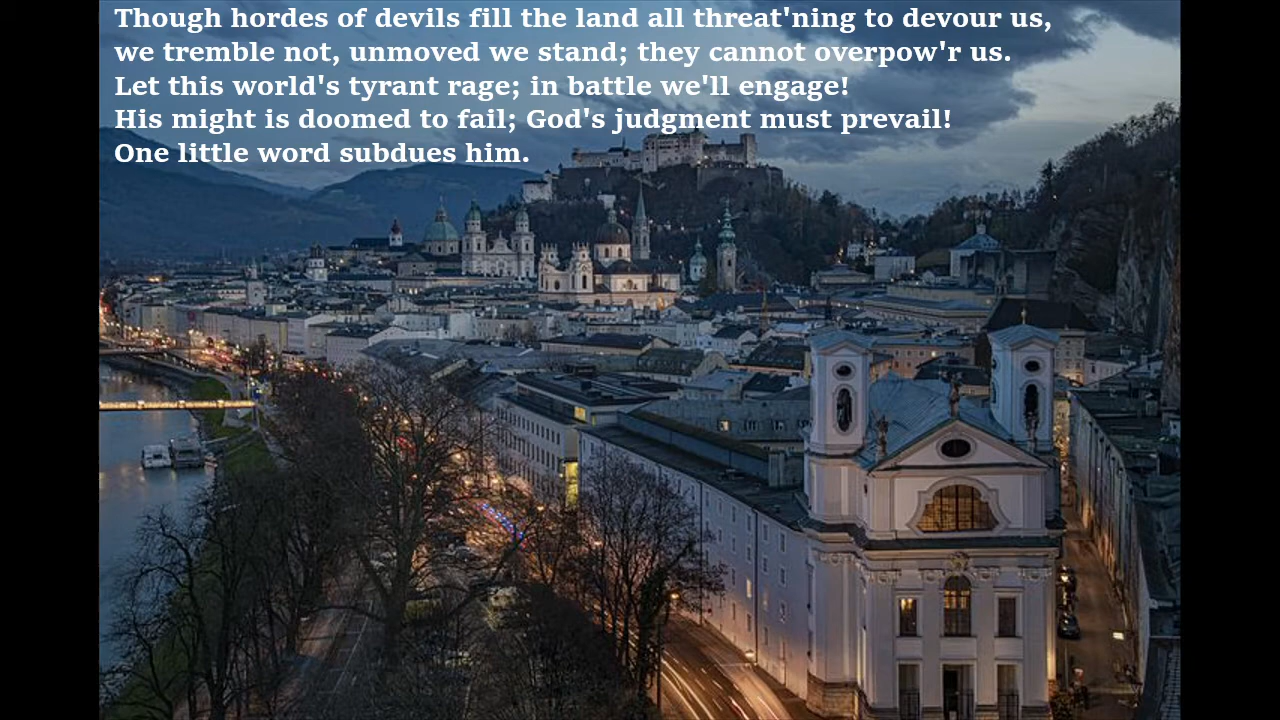 Though hordes of devils fill the land all threat'ning to devour us,
we tremble not, unmoved we stand; they cannot overpow'r us.
Let this world's tyrant rage; in battle we'll engage!
His might is doomed to fail; God's judgment must prevail!
One little word subdues him.